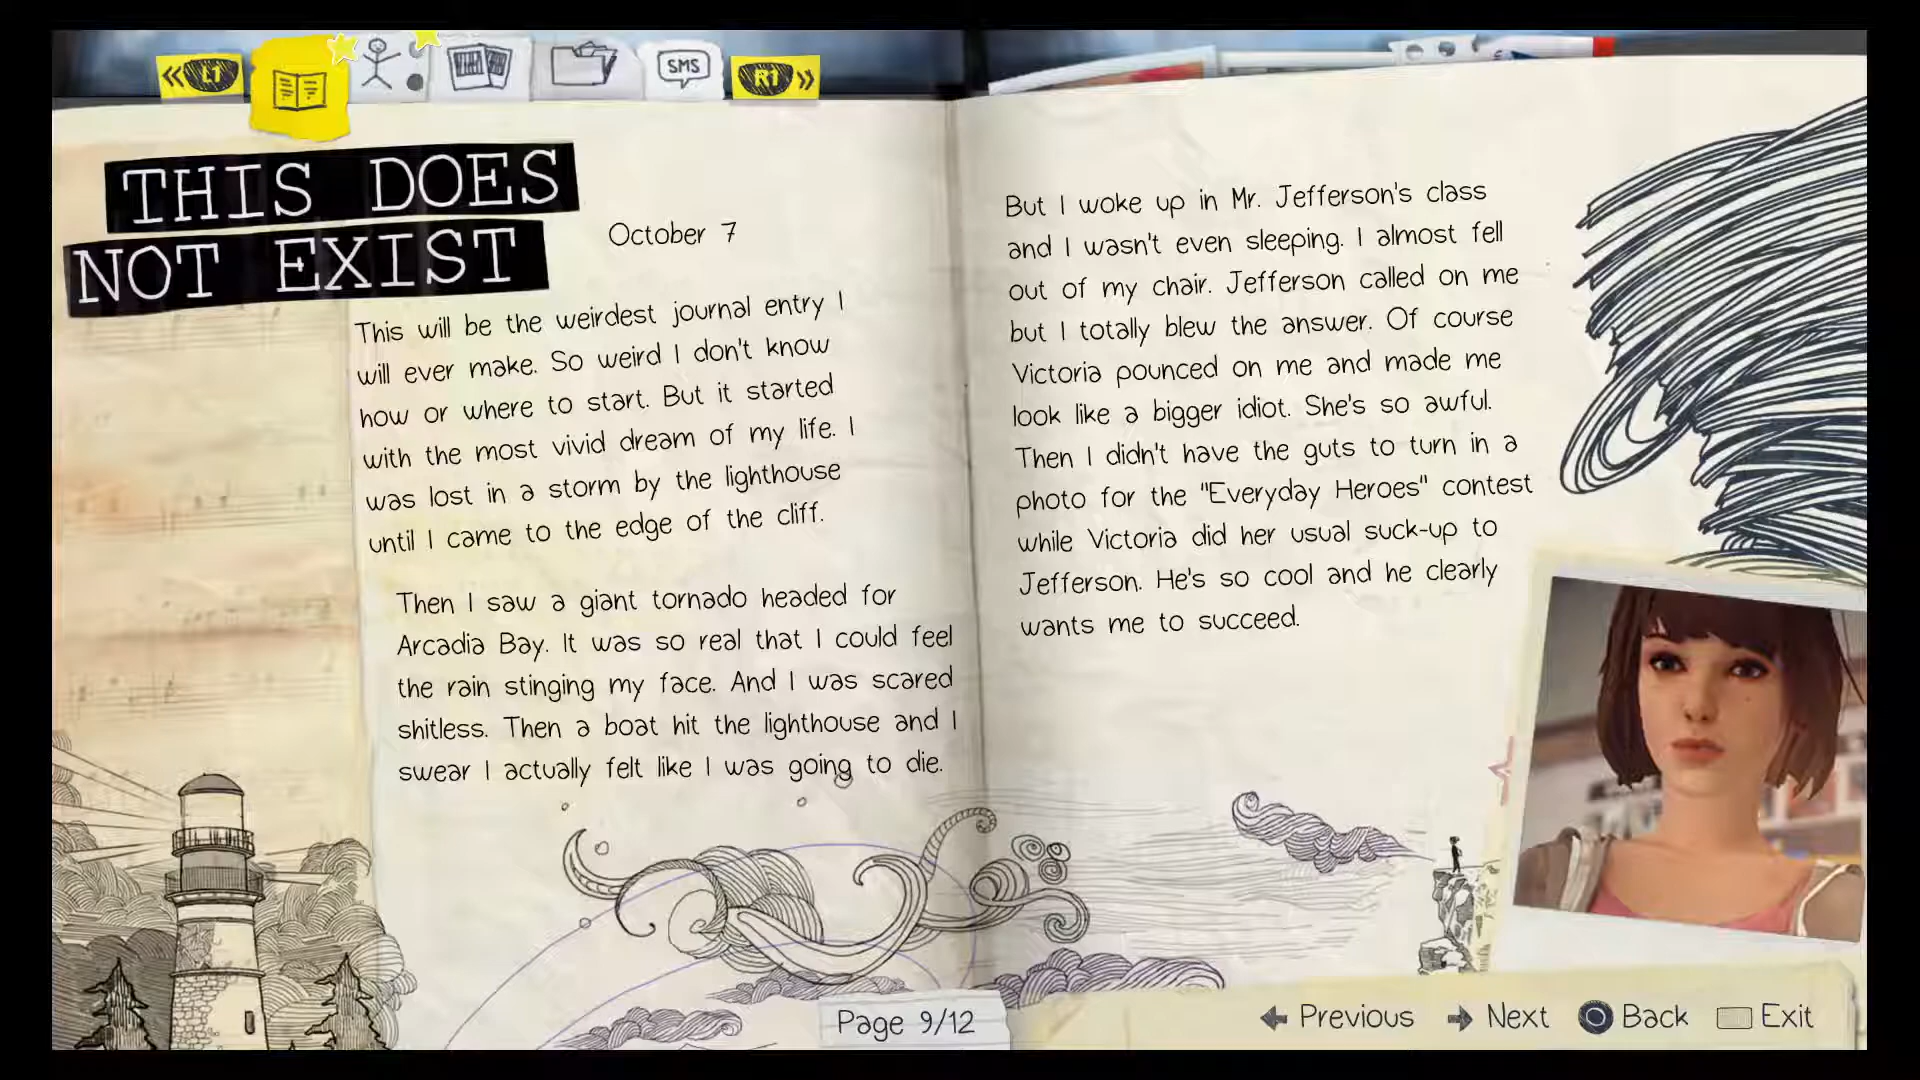 L1
SMS
R1
THIS DOES
NOT EXIST
October 7
This will be the weirdest journal entry I
will ever make. So weird I don't know
how or where to start. But it started
with the most vivid dream of my life. I
was lost in a storm by the lighthouse
until I came to the edge of the cliff.
Then I saw a giant tornado headed for
Arcadia Bay. It was so real that I could feel
the rain stinging my face. And I was scared
shitless. Then a boat hit the lighthouse and I
swear I actually felt like I was going to die.
But I woke up in Mr. Jefferson's class
and I wasn't even sleeping. I almost fell
out of my chair. Jefferson called on me
but I totally blew the answer. Of course
Victoria pounced on me and made me
look like a bigger idiot. She's so awful.
Then I didn't have the guts to turn in a
photo for the "Everyday Heroes" contest
while Victoria did her usual suck-up to
Jefferson. He's so cool and he clearly
wants me to succeed.
Page 9/12
Previous
Next
Back
Exit